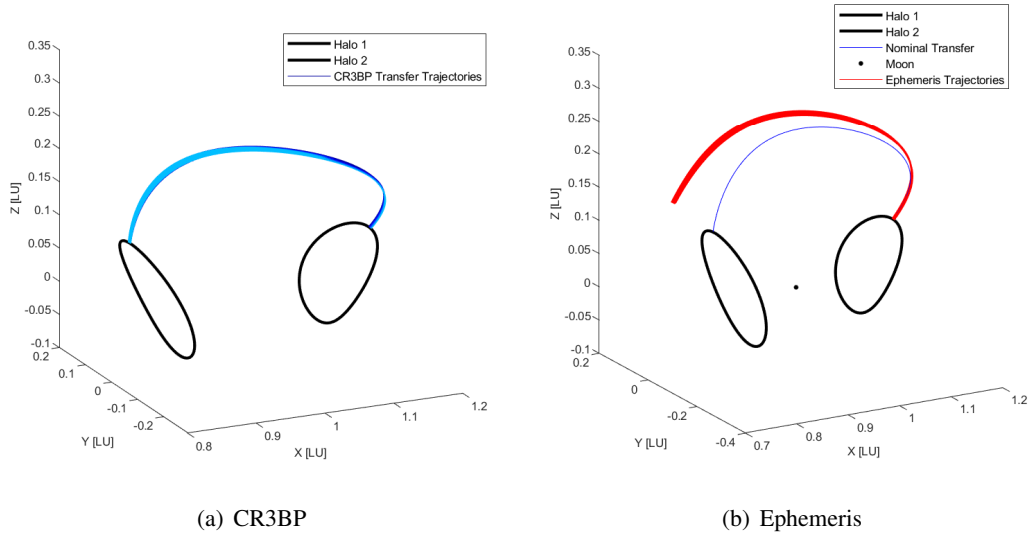 Halo 1
Halo 2
CR3BP Transfer Trajectories
0.35
0.3
0.25
0.2
0.15
0.1
0.05
0
-0.05
-0.1
0.2
0.1
0
-0.1
-0.2
0.8
0.9
1
1.1
1.2
Z [LU]
Y [LU]
X [LU]
(a) CR3BP
Halo 1
Halo 2
Nominal Transfer
Moon
Ephemeris Trajectories
0.35
0.3
0.25
0.2
0.15
0.1
0.05
0
-0.05
-0.1
0.2
0
-0.2
-0.4
0.7
0.8
0.9
1
1.1
1.2
Z [LU]
Y [LU]
X [LU]
(b) Ephemeris